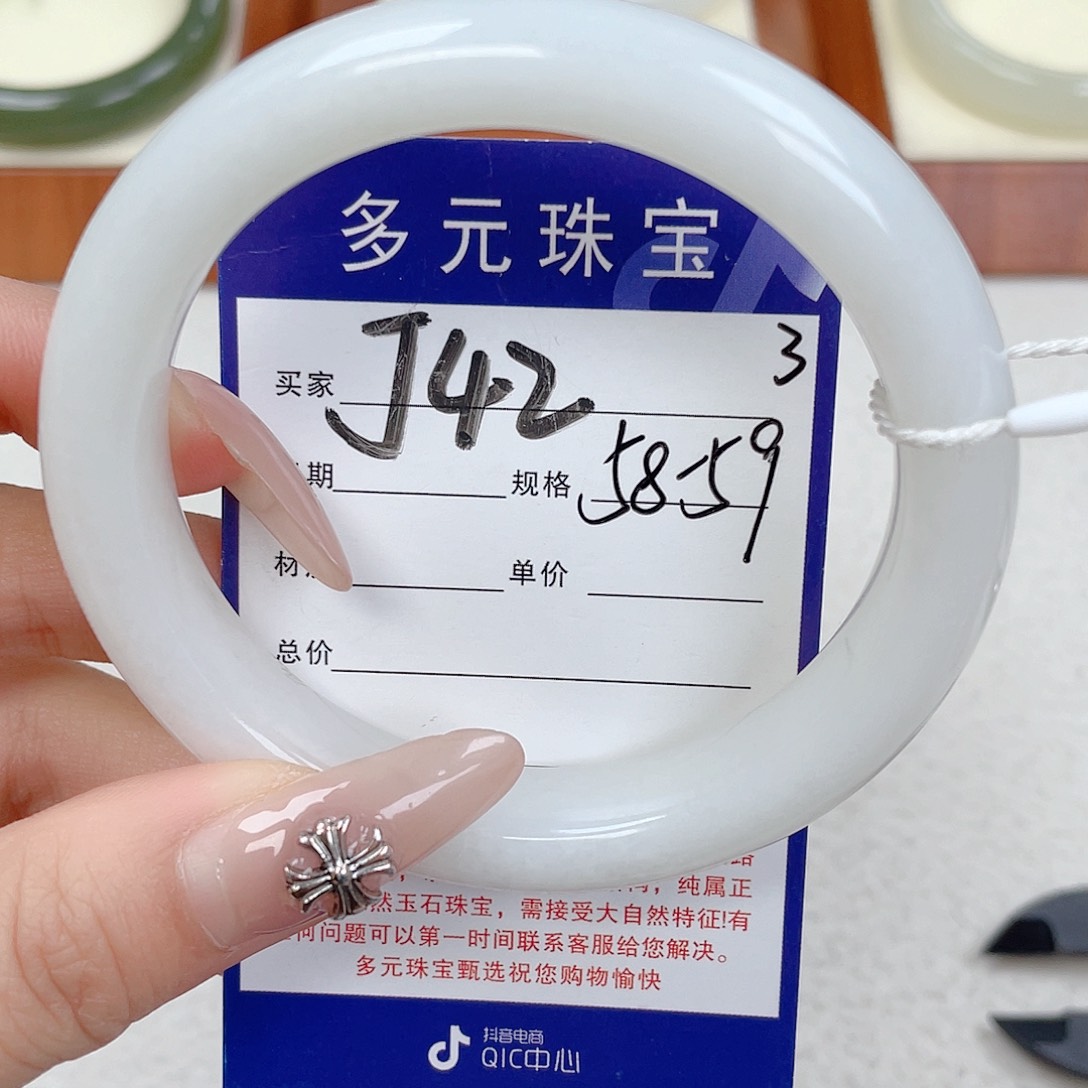 多元珠宝
3
买家 J42
期 规格 58-59
材 单价
总价
纯属正
然玉石珠宝，需接受大自然特征!有
何问题可以第一时间联系客服给您解决。
多元珠宝甄选祝您购物愉快
抖音电商
QIC中心